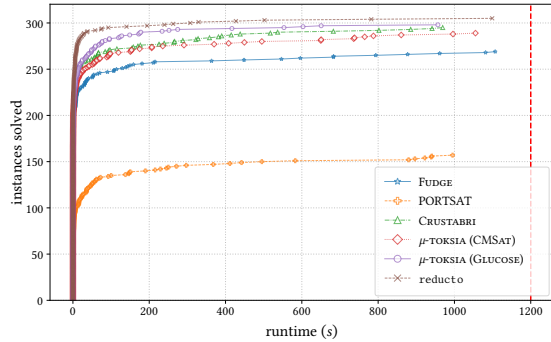 300
250
200
150
100
50
0
instances solved
0
200
400
600
800
1000
1200
runtime (s)
FUDGE
PORTSAT
CRUSTABRI
μ-TOKSIA (CMSAT)
μ-TOKSIA (GLUCOSE)
reducto